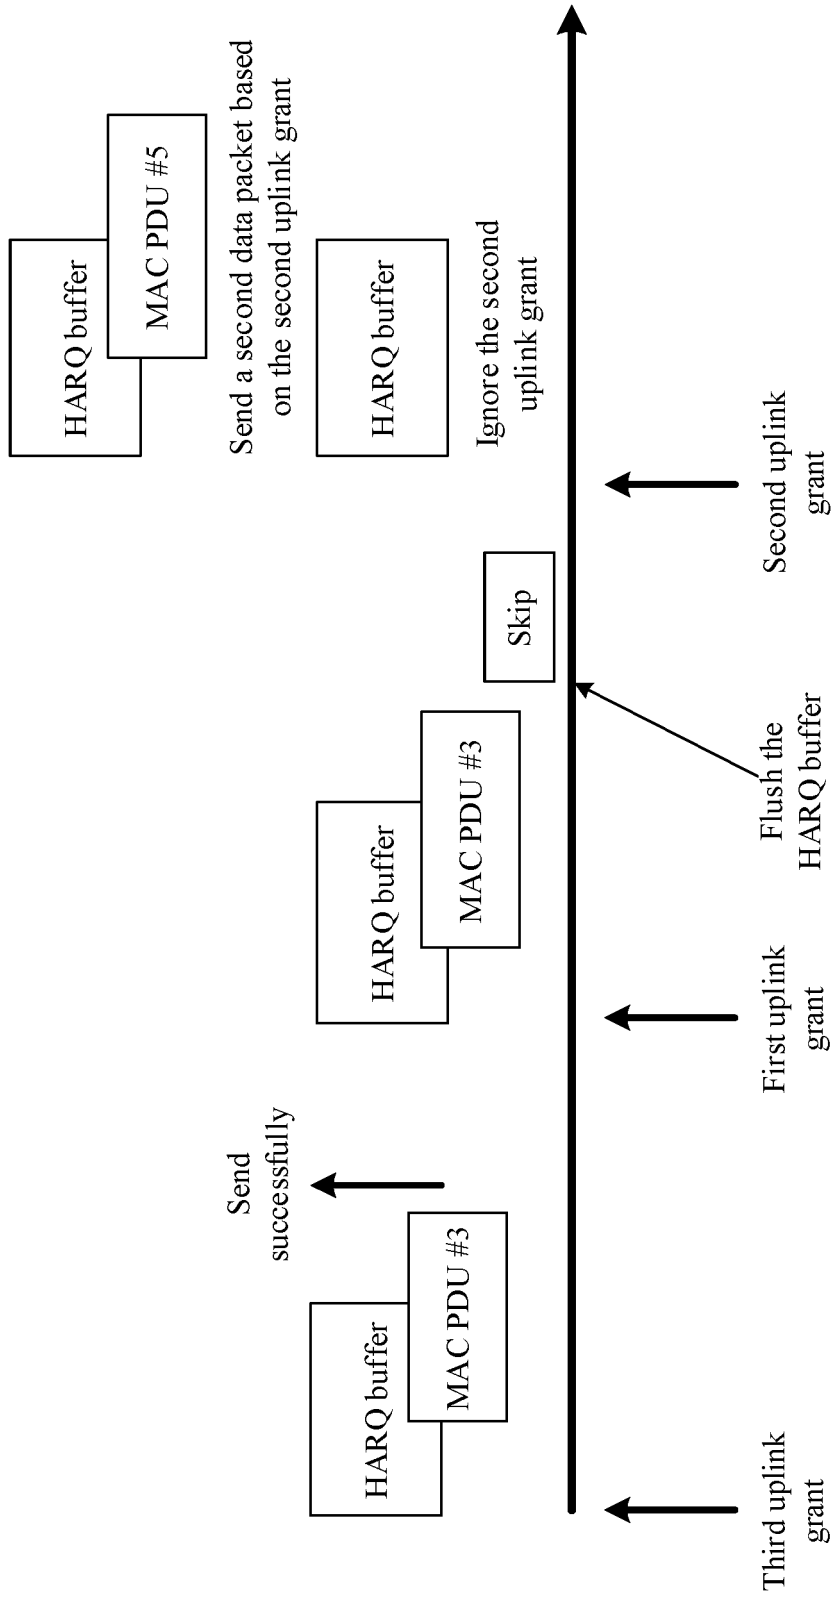 HARQ buffer
MAC PDU #5
Send a second data packet based
on the second uplink grant
Send
successfully
HARQ buffer
MAC PDU #3
HARQ buffer
MAC PDU #3
HARQ buffer
Ignore the second
uplink grant
Skip
Third uplink
grant
First uplink
grant
Flush the
HARQ buffer
Second uplink
grant